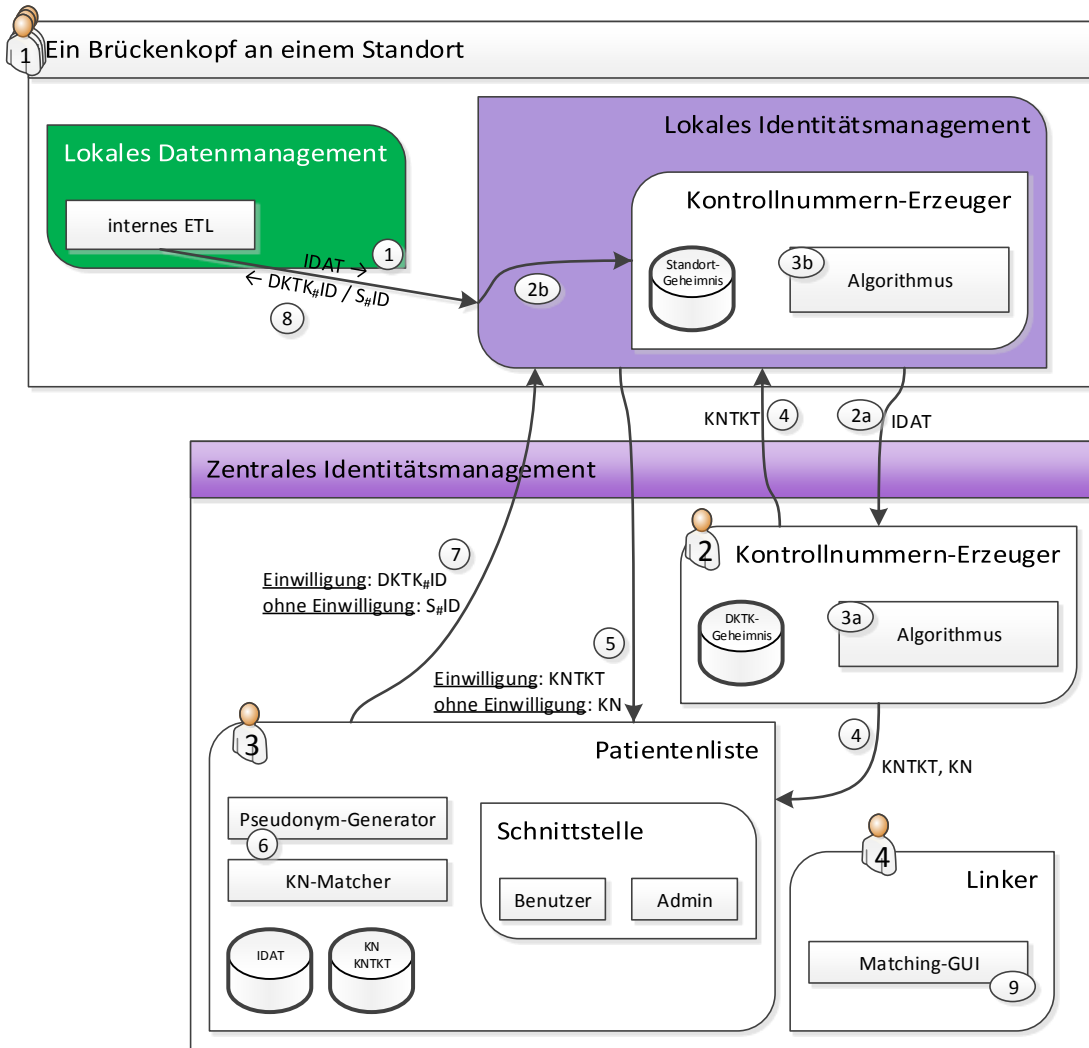 1
Ein Brückenkopf an einem Standort
Lokales Datenmanagement
internes ETL
1
IDAT →
← DKTK#ID / S#ID
8
Lokales Identitätsmanagement
Kontrollnummern-Erzeuger
Standort-
Geheimnis
3b
Algorithmus
2b
KNTKT
4
2a
IDAT
Zentrales Identitätsmanagement
7
Einwilligung: DKTK#ID
ohne Einwilligung: S#ID
5
Einwilligung: KNTKT
ohne Einwilligung: KN
2
Kontrollnummern-Erzeuger
DKTK-
Geheimnis
3a
Algorithmus
4
KNTKT, KN
3
Patientenliste
Pseudonym-Generator
6
KN-Matcher
IDAT
KN
KNTKT
Schnittstelle
Benutzer
Admin
4
Linker
Matching-GUI
9